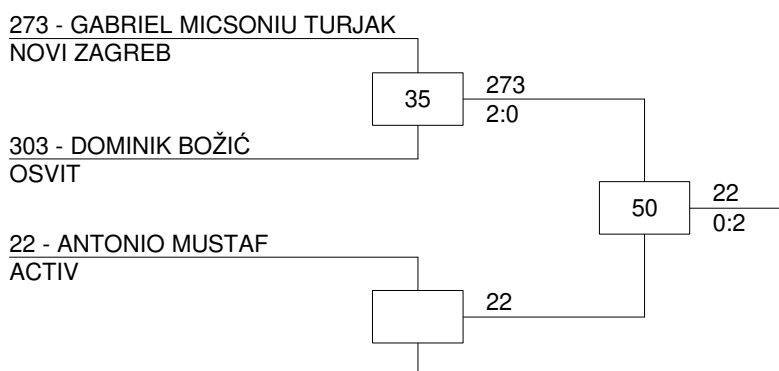 273 - GABRIEL MICSONIU TURJAK
NOVI ZAGREB
35
273
2:0
303 - DOMINIK BOŽIĆ
OSVIT
50
22
0:2
22 - ANTONIO MUSTAF
ACTIV
22